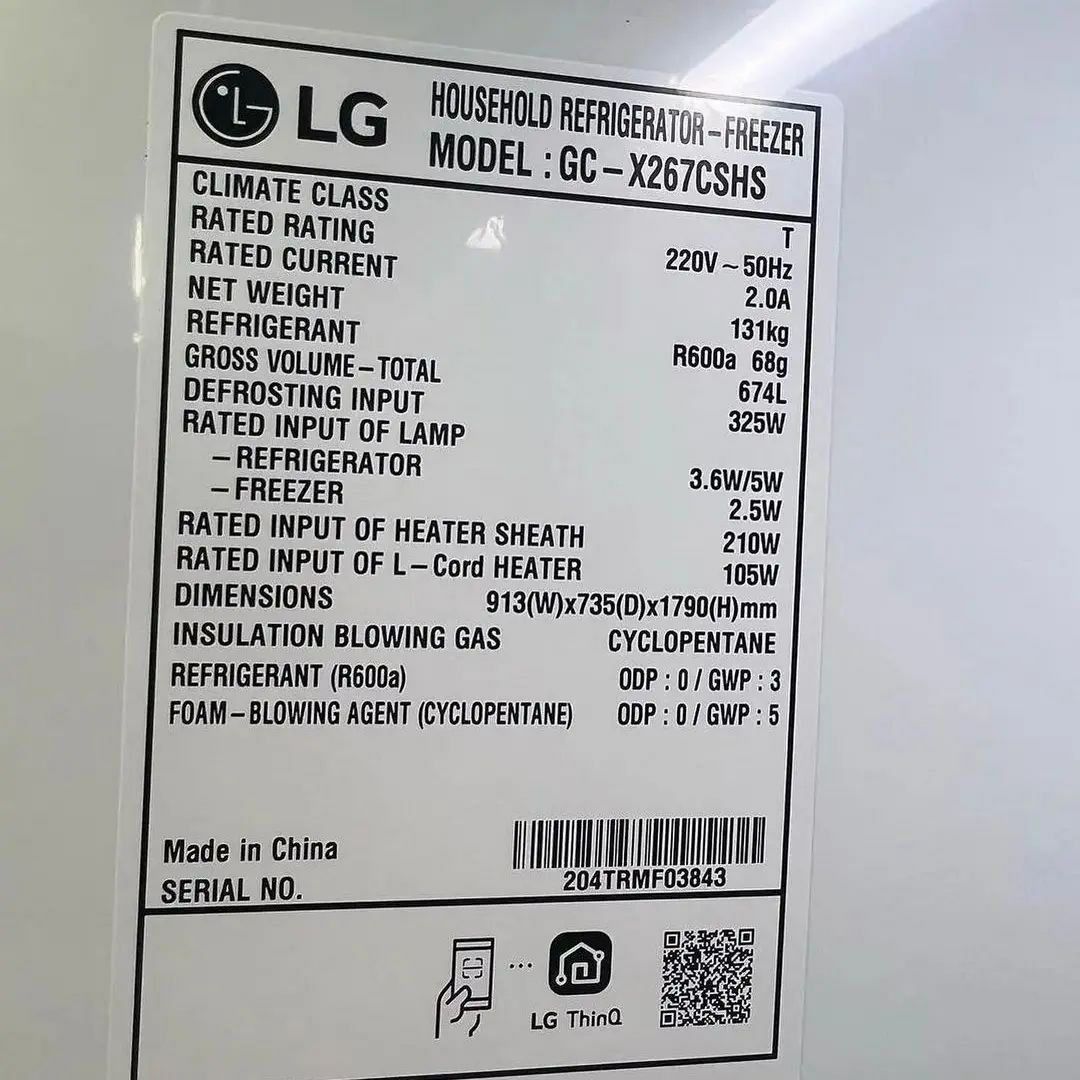 LG
HOUSEHOLD REFRIGERATOR-FREEZER
MODEL : GC-X267CSHS
CLIMATE CLASS T
RATED RATING 220V ~ 50Hz
RATED CURRENT 2.0A
NET WEIGHT 131kg
REFRIGERANT R600a 68g
GROSS VOLUME-TOTAL 674L
DEFROSTING INPUT 325W
RATED INPUT OF LAMP
-REFRIGERATOR 3.6W/5W
-FREEZER 2.5W
RATED INPUT OF HEATER SHEATH 210W
RATED INPUT OF L-Cord HEATER 105W
DIMENSIONS 913(W)x735(D)x1790(H)mm
INSULATION BLOWING GAS CYCLOPENTANE
REFRIGERANT (R600a) ODP : 0 / GWP : 3
FOAM-BLOWING AGENT (CYCLOPENTANE) ODP : 0 / GWP : 5
Made in China
SERIAL NO. 204TRMF03843
LG ThinQ